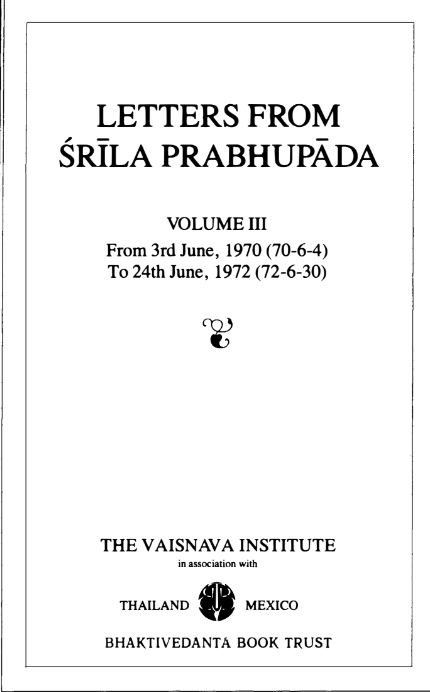 LETTERS FROM
ŚRĪLA PRABHUPĀDA
VOLUME III
From 3rd June, 1970 (70-6-4)
To 24th June, 1972 (72-6-30)
THE VAISNAVA INSTITUTE
in association with
THAILAND MEXICO
BHAKTIVEDANTA BOOK TRUST